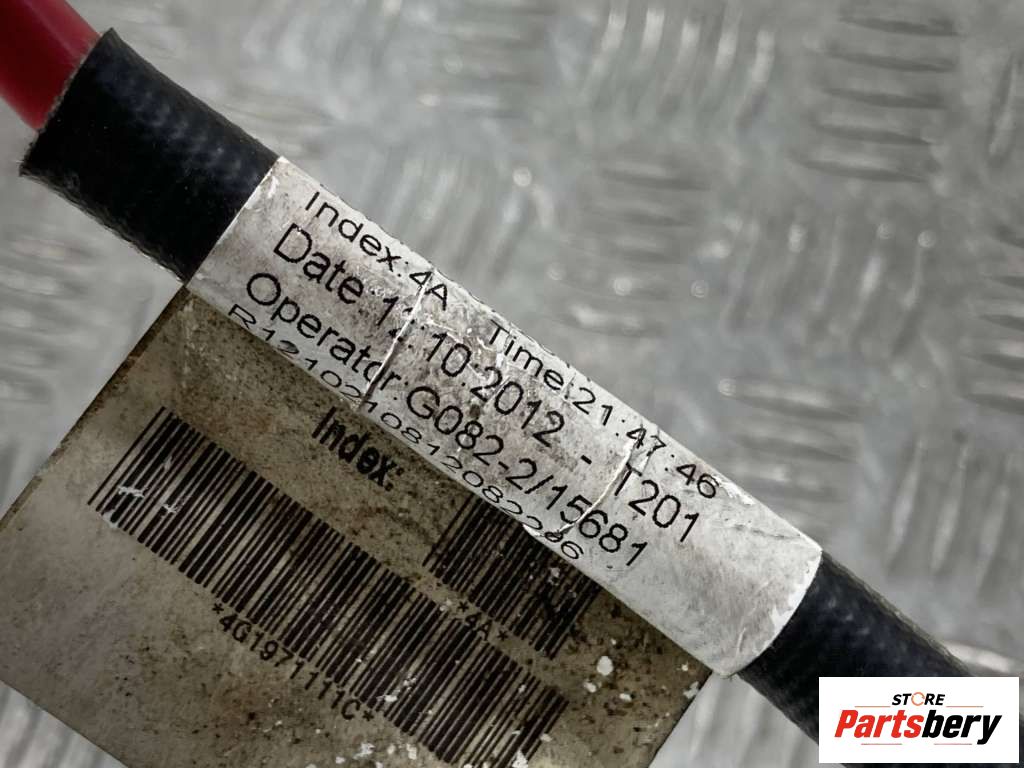 Index:4A Time:21:47:46
Date:12.10.2012 - T201
Operator:G082-2/15681
Index:
*4A*
*4G1971111C*
STORE
Partsbery